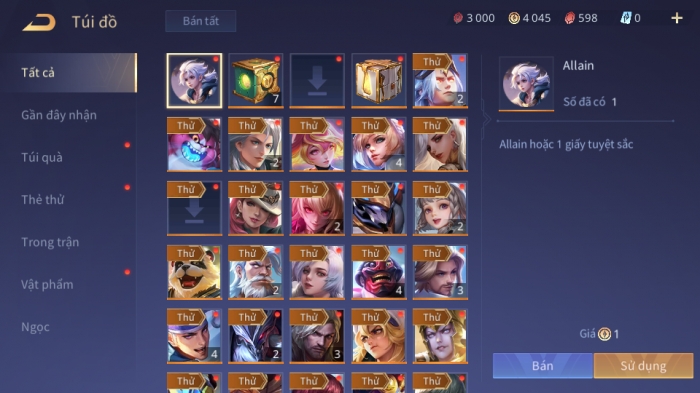 Túi đồ
Bán tất
3 000
4 045
598
0
+
Tất cả
Gần đây nhận
Túi quà
Thẻ thử
Trong trận
Vật phẩm
Ngọc
7
Thử
2
Thử
Thử
2
Thử
Thử
4
Thử
Thử
Thử
Thử
2
Thử
Thử
2
Thử
Thử
2
Thử
Thử
4
Thử
3
Thử
4
Thử
2
Thử
3
Thử
Thử
2
Thử
Thử
Thử
Thử
Thử
Allain
Số đã có 1
Allain hoặc 1 giấy tuyệt sắc
Giá 1
Bán
Sử dụng